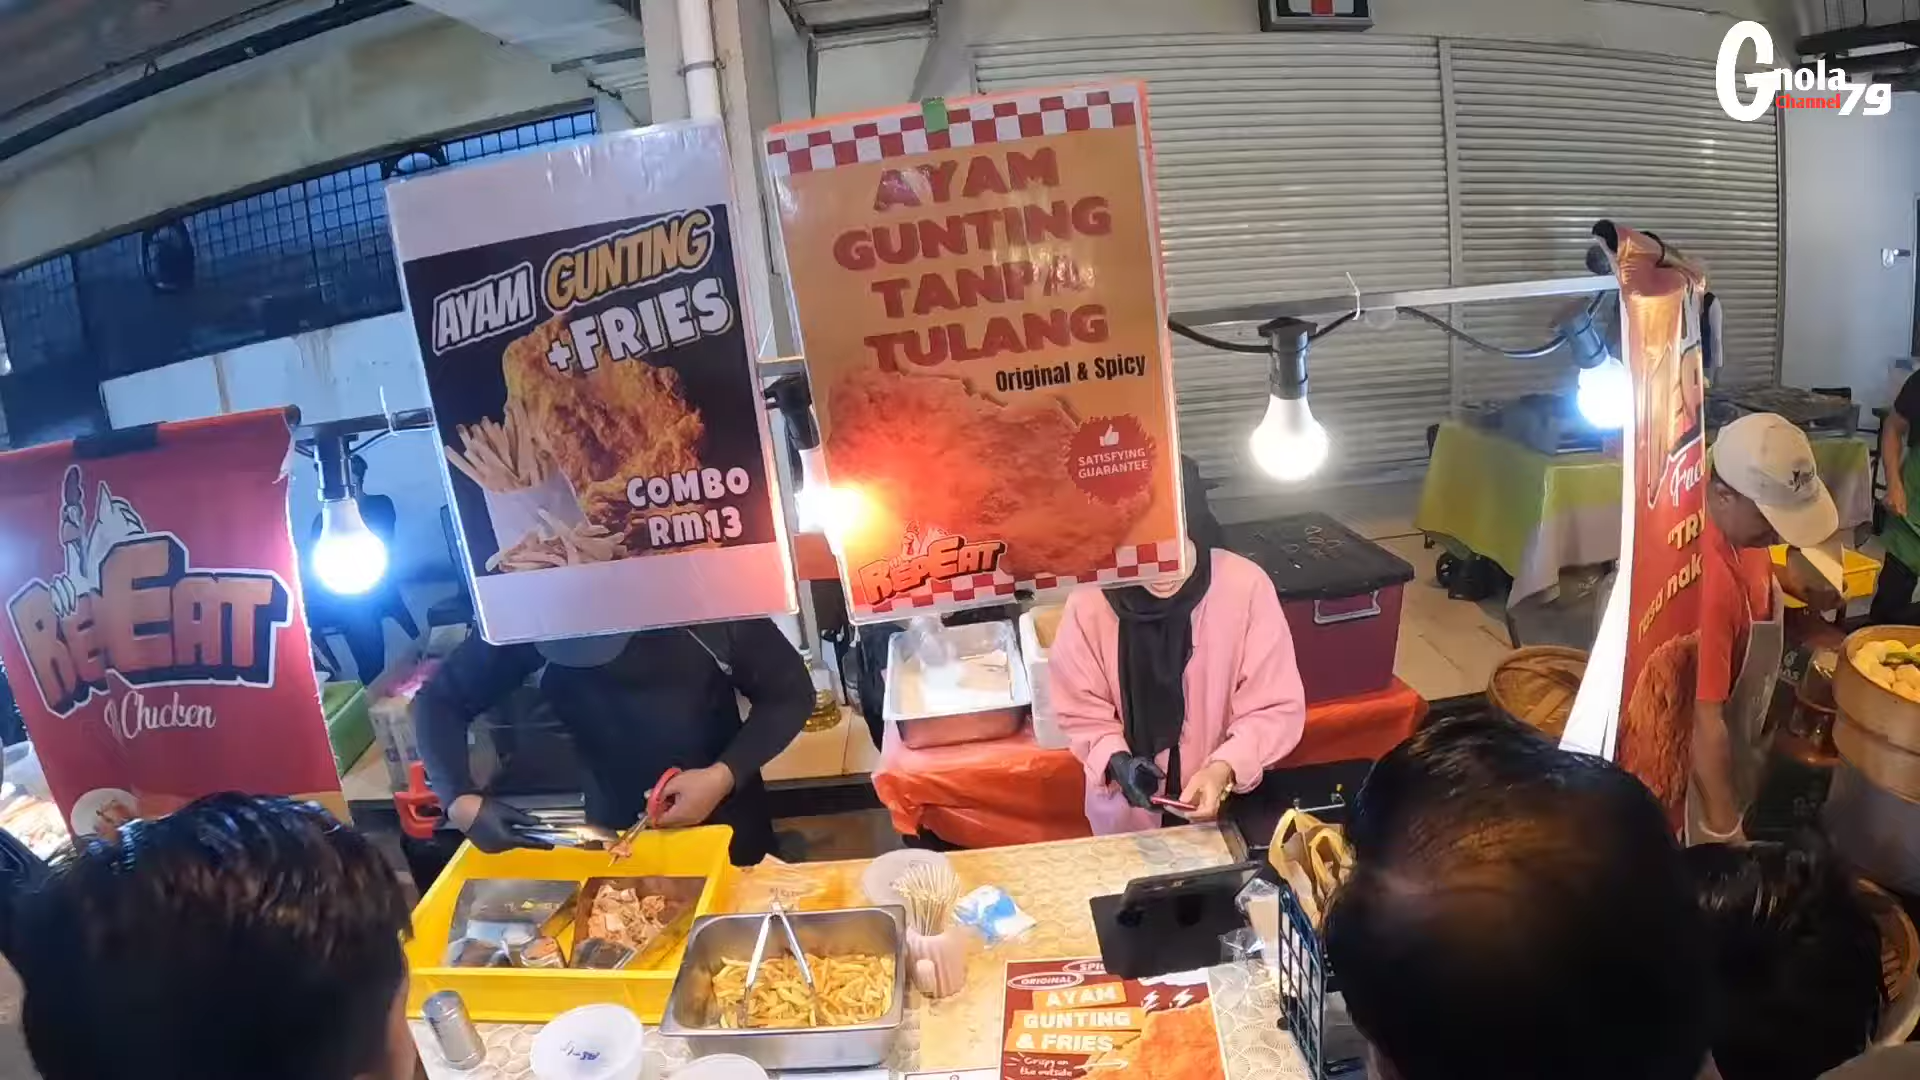 Gnola
Channel 79
AYAM GUNTING
+FRIES
COMBO
RM13
AYAM
GUNTING
TANPA
TULANG
Original & Spicy
SATISFYING
GUARANTEE
REPEAT
REPEAT
Chicken
"TRY
rasa nak
ORIGINAL
AYAM
GUNTING
& FRIES
Crispy on
the outside